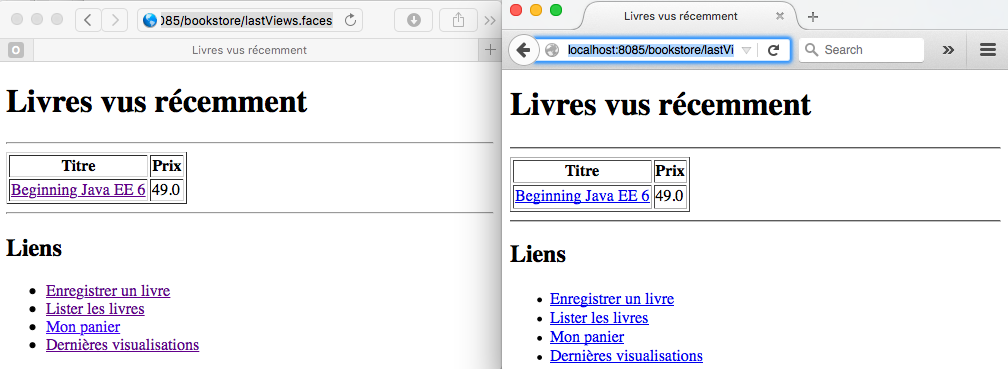 )85/bookstore/lastViews.faces
O
Livres vus récemment
Livres vus récemment
Titre Prix
Beginning Java EE 6 49.0
Liens
Enregistrer un livre
Lister les livres
Mon panier
Dernières visualisations
Livres vus récemment
localhost:8085/bookstore/lastVi
Search
Livres vus récemment
Titre Prix
Beginning Java EE 6 49.0
Liens
Enregistrer un livre
Lister les livres
Mon panier
Dernières visualisations